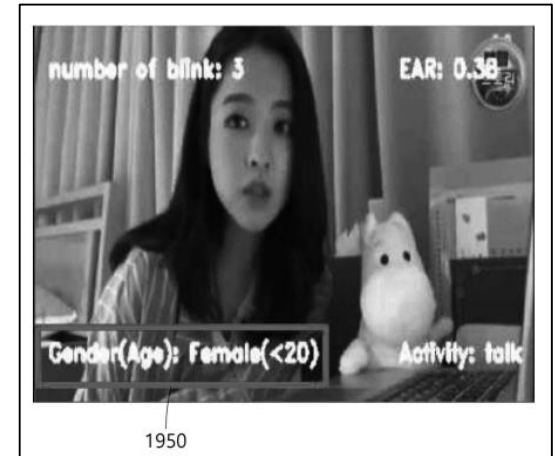 number of blink: 3
EAR: 0.38
Gender(Age): Female(<20)
Activity: talk
1950